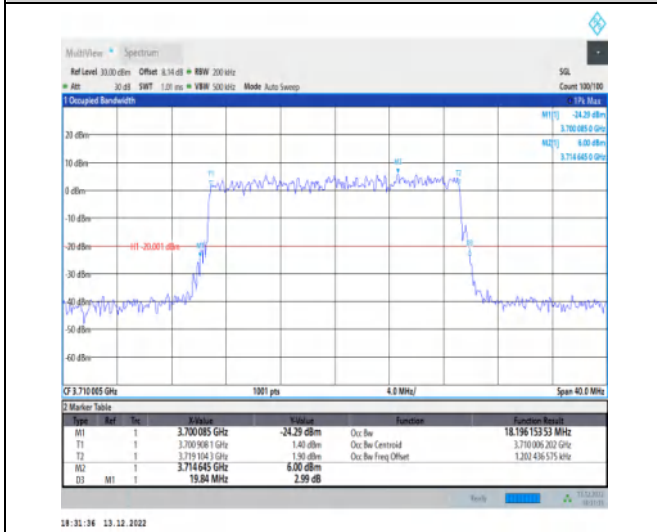 MultiView Spectrum
Ref Level 30.00 dBm Offset 8.14 dB RBW 200 kHz SGL
Att 30 dB SWT 1.01 ms VBW 500 kHz Mode Auto Sweep Count 100/100
1 Occupied Bandwidth 1Pk Max
M1[1] -24.29 dBm
3.700 085 0 GHz
M2[1] 6.00 dBm
3.714 645 0 GHz
20 dBm
10 dBm
T1 M2 T2
0 dBm
-10 dBm
-20 dBm H1 -20.001 dBm M1 D3
-30 dBm
-40 dBm
-50 dBm
-60 dBm
CF 3.710 005 GHz 1001 pts 4.0 MHz/ Span 40.0 MHz
2 Marker Table
Type Ref Trc X-Value Y-Value Function Function Result
M1 1 3.700 085 GHz -24.29 dBm Occ Bw 18.196 153 53 MHz
T1 1 3.700 908 1 GHz 1.40 dBm Occ Bw Centroid 3.710 006 202 GHz
T2 1 3.719 104 3 GHz 1.90 dBm Occ Bw Freq Offset 1.202 436 575 kHz
M2 1 3.714 645 GHz 6.00 dBm
D3 M1 1 19.84 MHz 2.99 dB
Ready 13.12.2022
18:31:35
18:31:36 13.12.2022